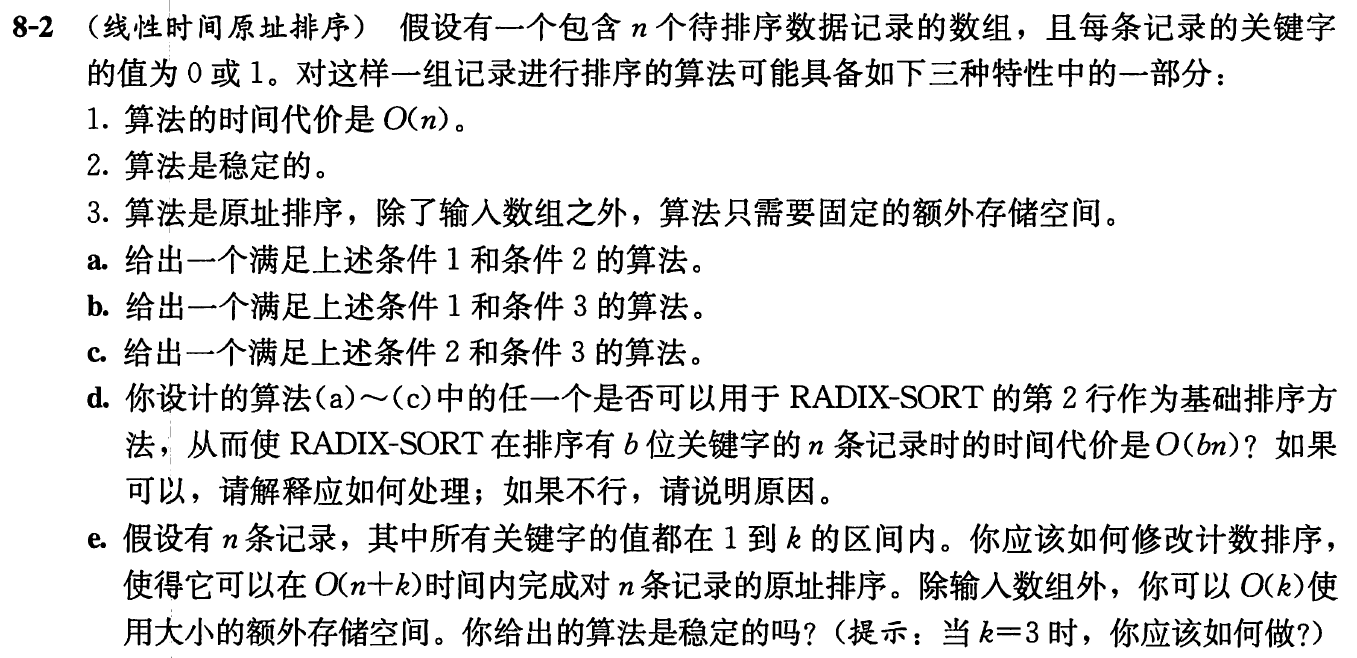 8-2 （线性时间原址排序） 假设有一个包含 n 个待排序数据记录的数组，且每条记录的关键字
的值为 0 或 1。对这样一组记录进行排序的算法可能具备如下三种特性中的一部分：
1. 算法的时间代价是 O(n)。
2. 算法是稳定的。
3. 算法是原址排序，除了输入数组之外，算法只需要固定的额外存储空间。
a. 给出一个满足上述条件 1 和条件 2 的算法。
b. 给出一个满足上述条件 1 和条件 3 的算法。
c. 给出一个满足上述条件 2 和条件 3 的算法。
d. 你设计的算法(a)～(c)中的任一个是否可以用于 RADIX-SORT 的第 2 行作为基础排序方
法，从而使 RADIX-SORT 在排序有 b 位关键字的 n 条记录时的时间代价是 O(bn)？如果
可以，请解释应如何处理；如果不行，请说明原因。
e. 假设有 n 条记录，其中所有关键字的值都在 1 到 k 的区间内。你应该如何修改计数排序，
使得它可以在 O(n+k)时间内完成对 n 条记录的原址排序。除输入数组外，你可以 O(k)使
用大小的额外存储空间。你给出的算法是稳定的吗？（提示：当 k=3 时，你应该如何做？）